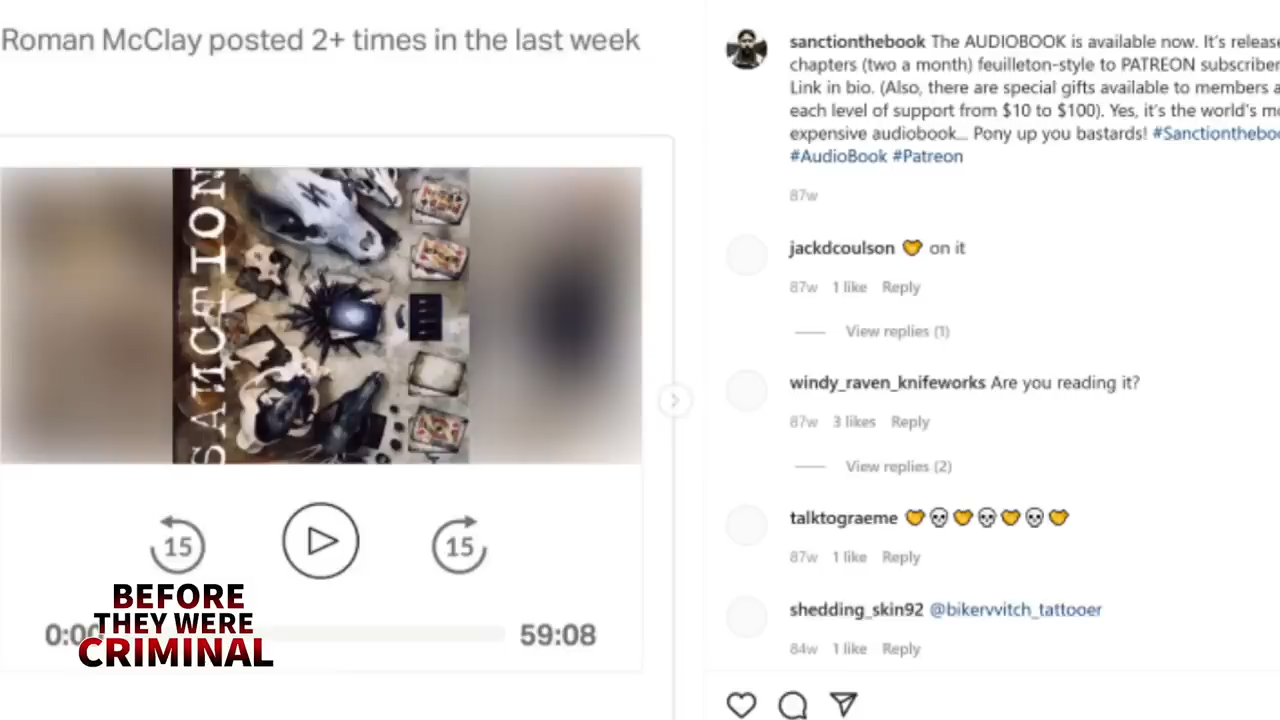 Roman McClay posted 2+ times in the last week
SANCTION
15
15
0:00
59:08
BEFORE
THEY WERE
CRIMINAL
sanctionthebook The AUDIOBOOK is available now. It's release
chapters (two a month) feuilleton-style to PATREON subscriber
Link in bio. (Also, there are special gifts available to members a
each level of support from $10 to $100). Yes, it's the world's mo
expensive audiobook... Pony up you bastards! #Sanctiontheboo
#AudioBook #Patreon
87w
jackdcoulson 💛 on it
87w 1 like Reply
View replies (1)
windy_raven_knifeworks Are you reading it?
87w 3 likes Reply
View replies (2)
talktograeme 💛💀💛💀💛💀💛
87w 1 like Reply
shedding_skin92 @bikervvitch_tattooer
84w 1 like Reply